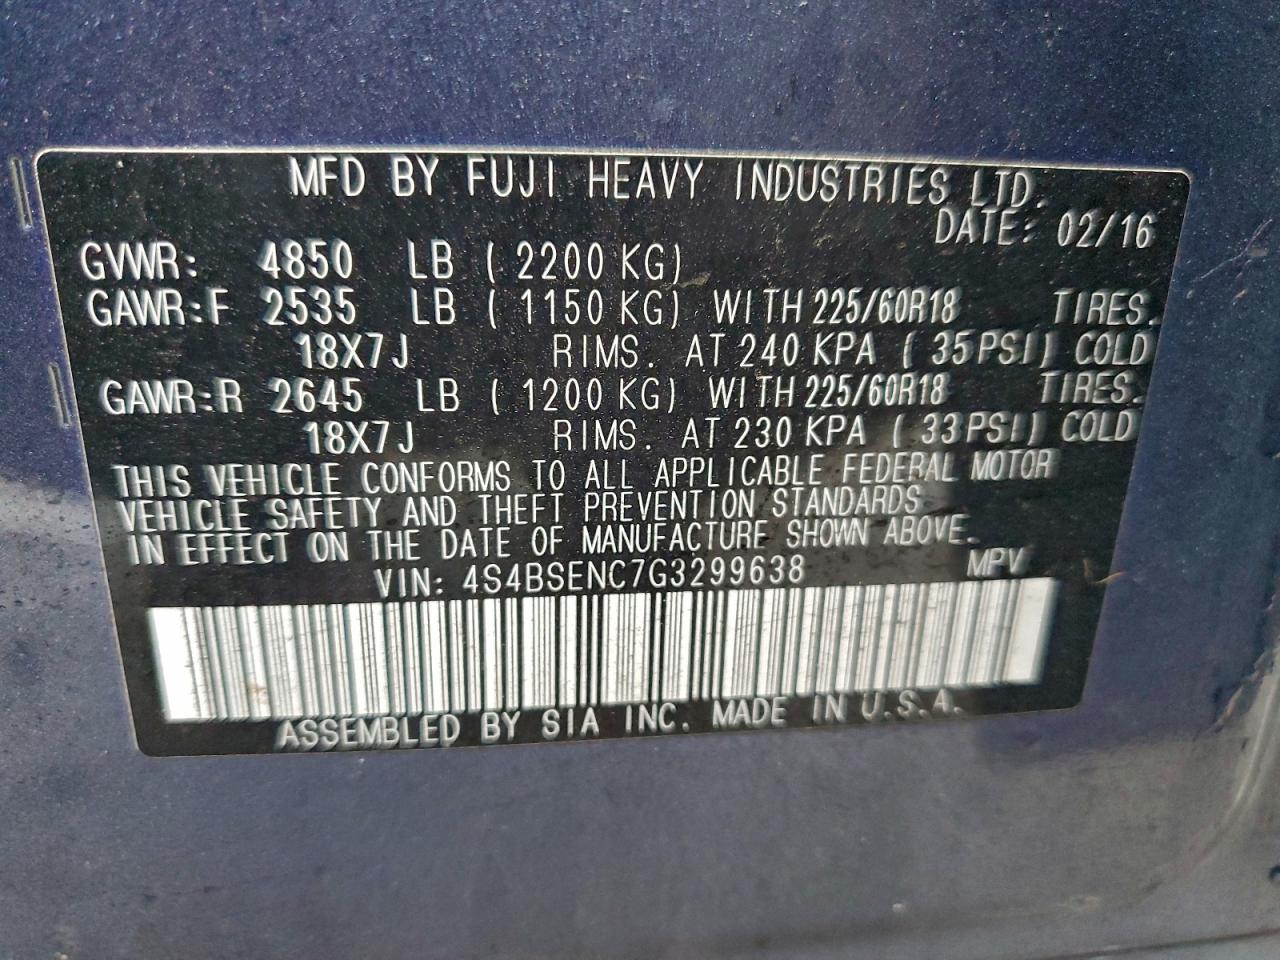 MFD BY FUJI HEAVY INDUSTRIES LTD.
DATE: 02/16
GVWR: 4850 LB ( 2200 KG)
GAWR:F 2535 LB ( 1150 KG) WITH 225/60R18 TIRES.
18X7J RIMS. AT 240 KPA ( 35PSI) COLD
GAWR:R 2645 LB ( 1200 KG) WITH 225/60R18 TIRES.
18X7J RIMS. AT 230 KPA ( 33PSI) COLD
THIS VEHICLE CONFORMS TO ALL APPLICABLE FEDERAL MOTOR
VEHICLE SAFETY AND THEFT PREVENTION STANDARDS
IN EFFECT ON THE DATE OF MANUFACTURE SHOWN ABOVE.
VIN: 4S4BSENC7G3299638 MPV
ASSEMBLED BY SIA INC. MADE IN U.S.A.